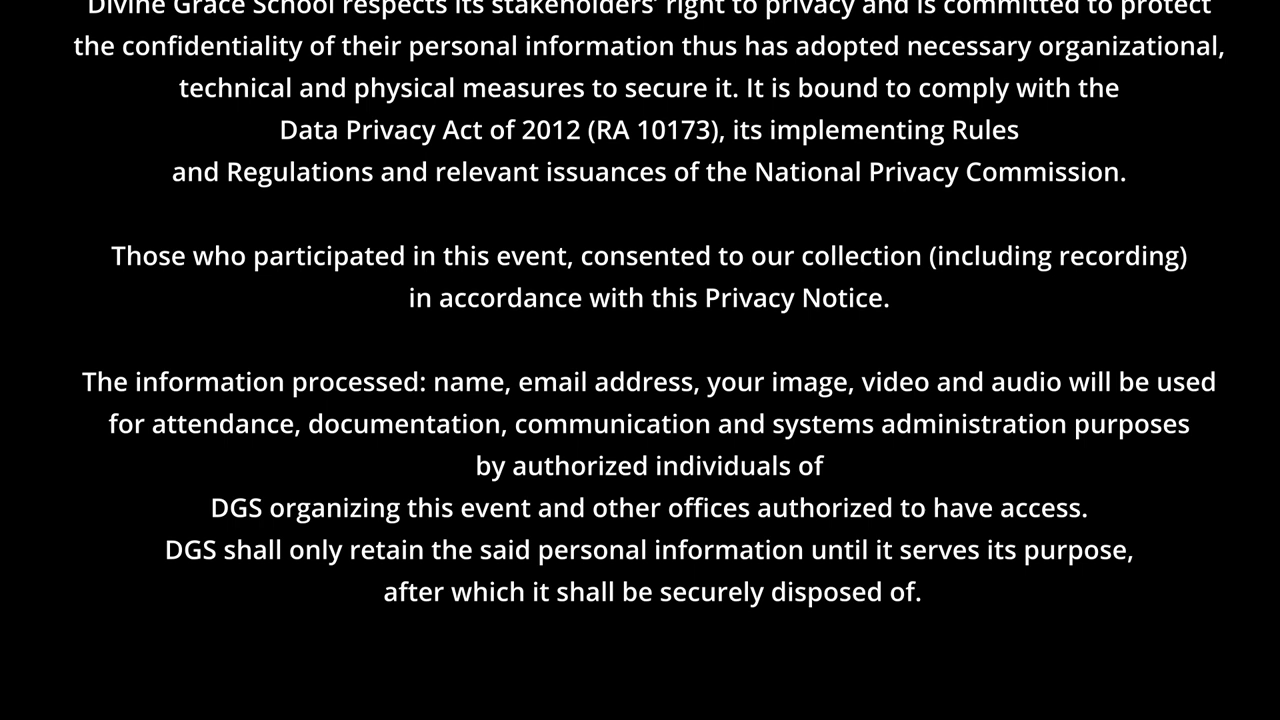 Divine Grace School respects its stakeholders’ right to privacy and is committed to protect
the confidentiality of their personal information thus has adopted necessary organizational,
technical and physical measures to secure it. It is bound to comply with the
Data Privacy Act of 2012 (RA 10173), its implementing Rules
and Regulations and relevant issuances of the National Privacy Commission.
Those who participated in this event, consented to our collection (including recording)
in accordance with this Privacy Notice.
The information processed: name, email address, your image, video and audio will be used
for attendance, documentation, communication and systems administration purposes
by authorized individuals of
DGS organizing this event and other offices authorized to have access.
DGS shall only retain the said personal information until it serves its purpose,
after which it shall be securely disposed of.